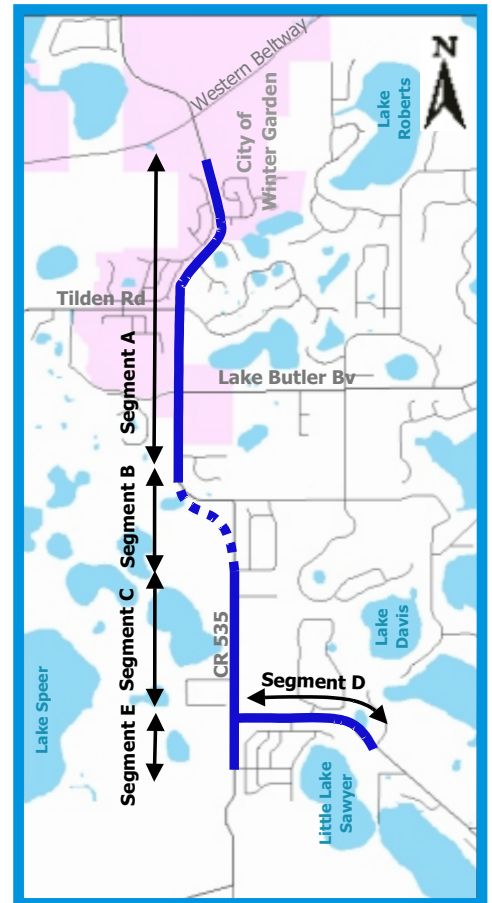 Western Beltway
N
Lake
Roberts
City of
Winter Garden
Tilden Rd
Segment A
Lake Butler Bv
Segment B
Segment C
CR 535
Lake
Davis
Segment D
Lake Speer
Segment E
Little Lake
Sawyer